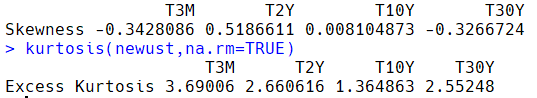 T3M T2Y T10Y T30Y
Skewness -0.3428086 0.5186611 0.008104873 -0.3266724
> kurtosis(newust,na.rm=TRUE)
T3M T2Y T10Y T30Y
Excess Kurtosis 3.69006 2.660616 1.364863 2.55248